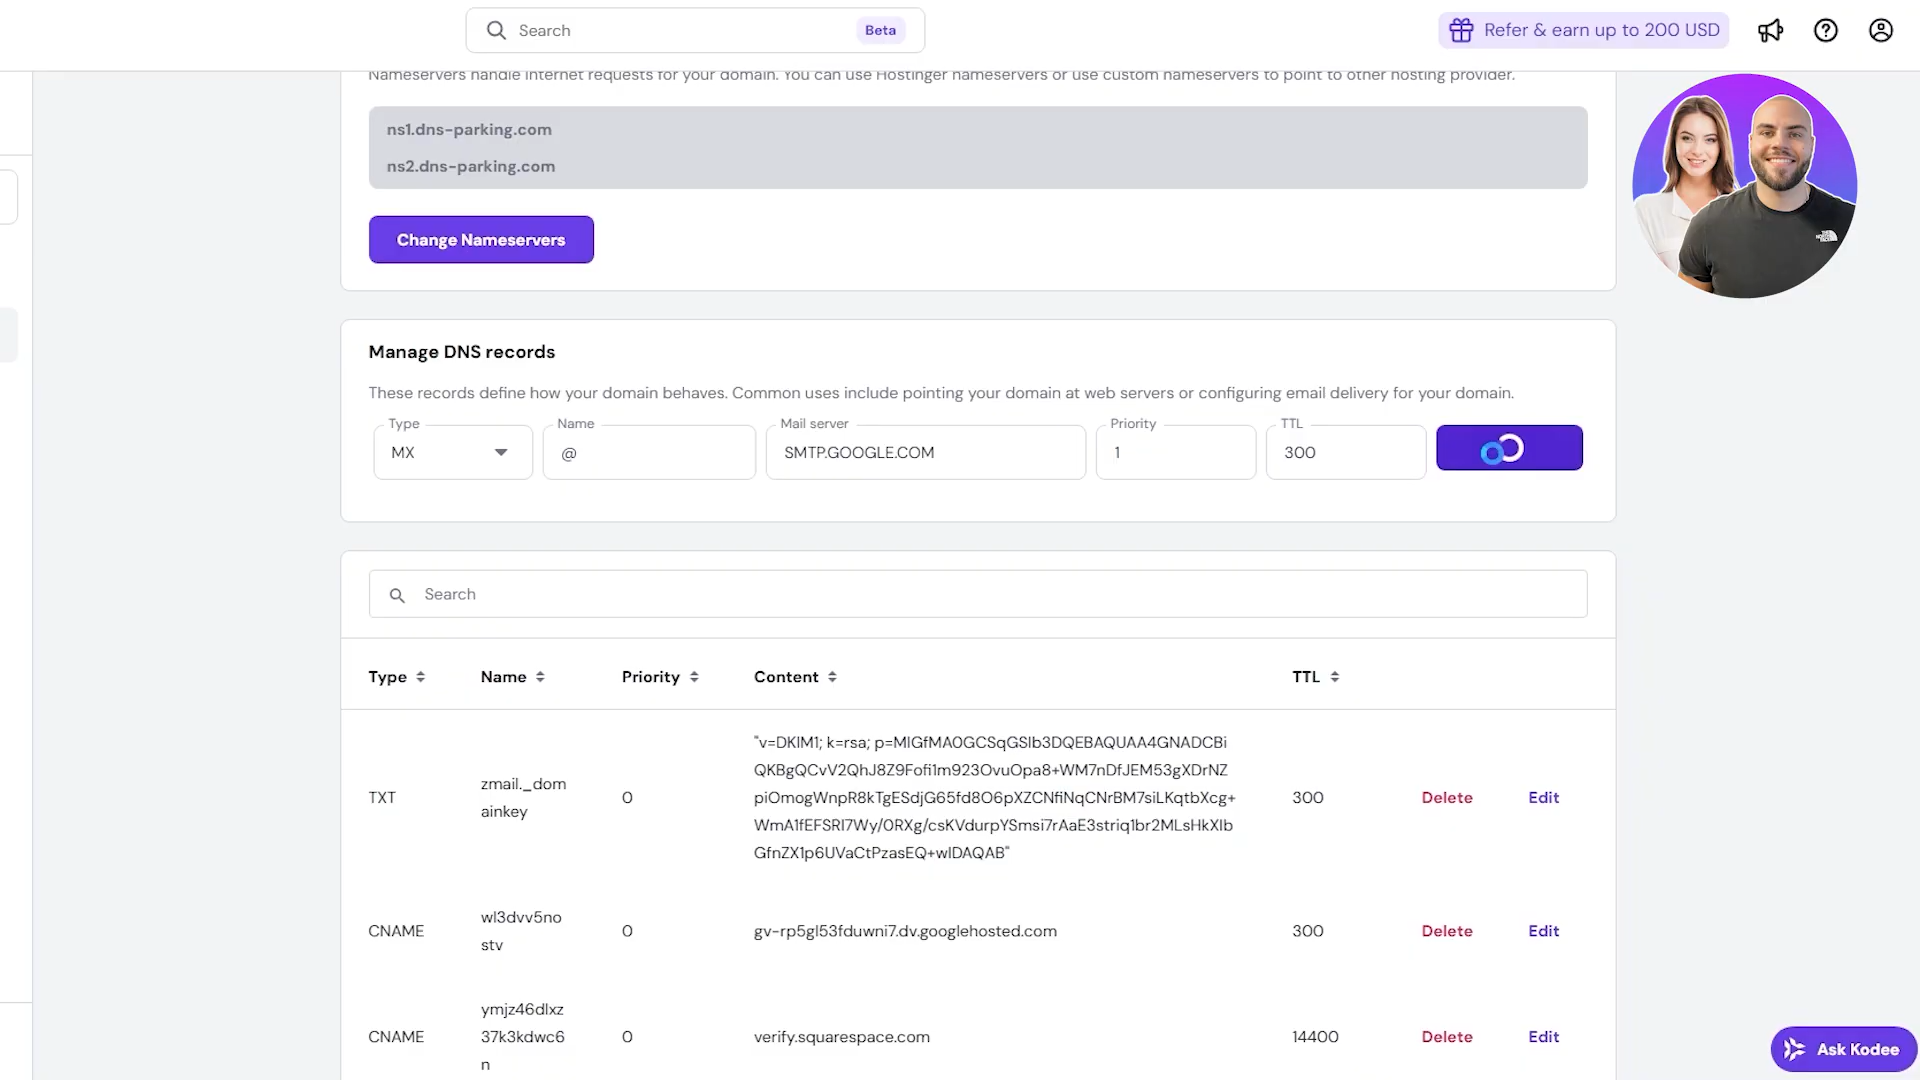 Search
Beta
Refer & earn up to 200 USD
Nameservers handle internet requests for your domain. You can use Hostinger nameservers or use custom nameservers to point to other hosting provider.
ns1.dns-parking.com
ns2.dns-parking.com
Change Nameservers
THE NORTH FACE
Manage DNS records
These records define how your domain behaves. Common uses include pointing your domain at web servers or configuring email delivery for your domain.
Type Name Mail server Priority TTL
MX @ SMTP.GOOGLE.COM 1 300
Search
Type Name Priority Content TTL
"v=DKIM1; k=rsa; p=MIGfMA0GCSqGSIb3DQEBAQUAA4GNADCBi
QKBgQCvV2QhJ8Z9Fofi1m923OvuOpa8+WM7nDfJEM53gXDrNZ
TXT zmail._dom 0 piOmogWnpR8kTgESdjG65fd8O6pXZCNfiNqCNrBM7siLKqtbXcg+ 300 Delete Edit
ainkey WmA1fEFSRI7Wy/0RXg/csKVdurpYSmsi7rAaE3striq1br2MLsHkXIb
GfnZX1p6UVaCtPzasEQ+wIDAQAB"
wl3dvv5no
CNAME stv 0 gv-rp5gl53fduwni7.dv.googlehosted.com 300 Delete Edit
ymjz46dlxz
CNAME 37k3kdwc6 0 verify.squarespace.com 14400 Delete Edit
n
Ask Kodee